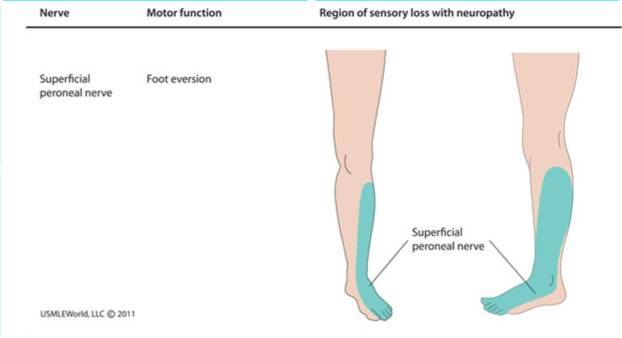 Nerve Motor function Region of sensory loss with neuropathy
Superficial
peroneal nerve
Foot eversion
Superficial
peroneal nerve
USMLEWorld, LLC © 2011